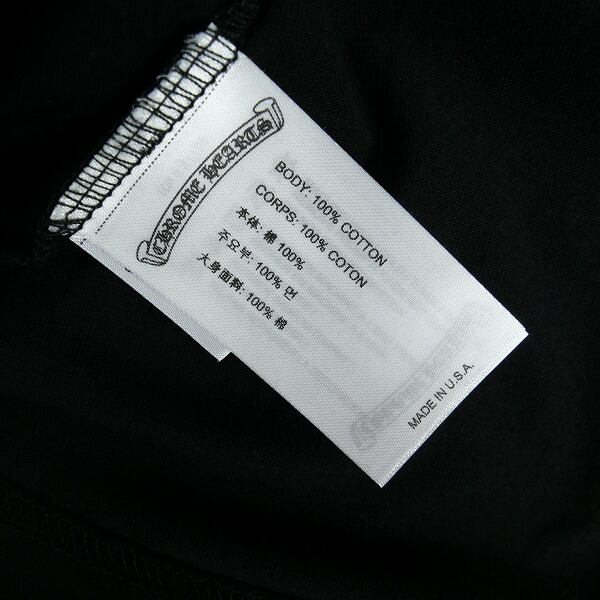 CHROME HEARTS
BODY: 100% COTTON
CORPS: 100% COTON
本体: 棉 100%
주요부: 100% 면
大身面料: 100% 棉
MADE IN U.S.A.